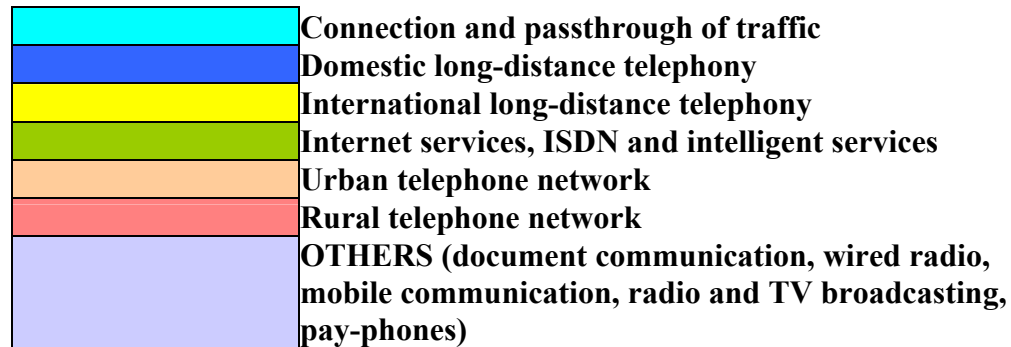 Connection and passthrough of traffic
Domestic long-distance telephony
International long-distance telephony
Internet services, ISDN and intelligent services
Urban telephone network
Rural telephone network
OTHERS (document communication, wired radio,
mobile communication, radio and TV broadcasting,
pay-phones)